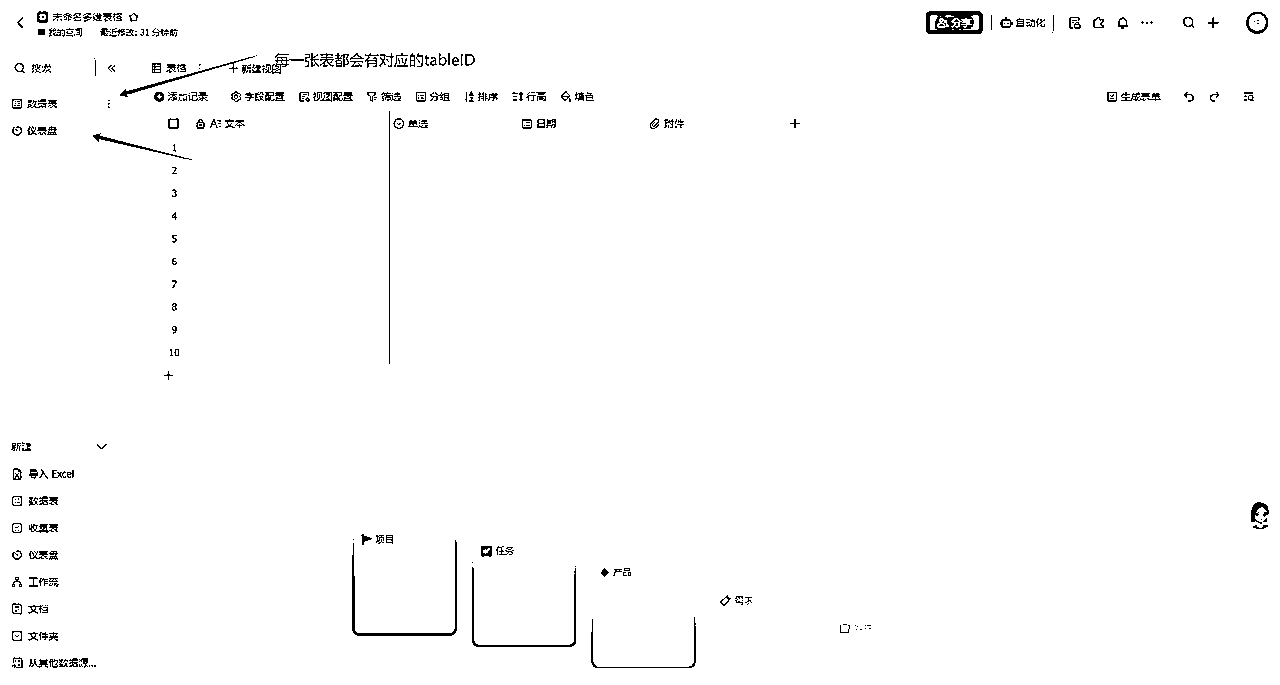 未命名多维表格
我的空间 最近修改: 31 分钟前
分享
自动化
搜索
表格
新建视图
每一张表都会有对应的tableID
数据表
仪表盘
添加记录 字段配置 视图配置 筛选 分组 排序 行高 填色
生成表单
文本 单选 日期 附件
1
2
3
4
5
6
7
8
9
10
新建
导入 Excel
数据表
收集表
仪表盘
工作流
文档
文件夹
从其他数据源...
项目
任务
产品